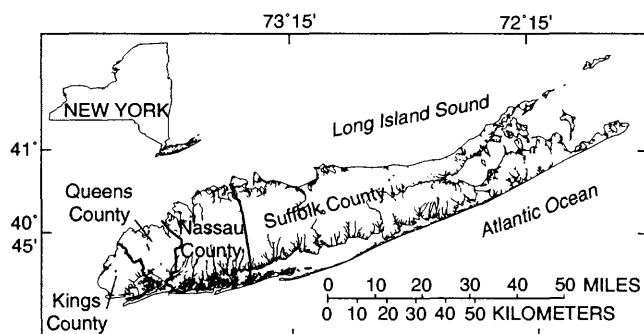 73°15' 72°15'
NEW YORK
Long Island Sound
41°
Queens
County
Nassau
County
Suffolk County
40°
45'
Atlantic Ocean
Kings
County
0 10 20 30 40 50 MILES
0 10 20 30 40 50 KILOMETERS